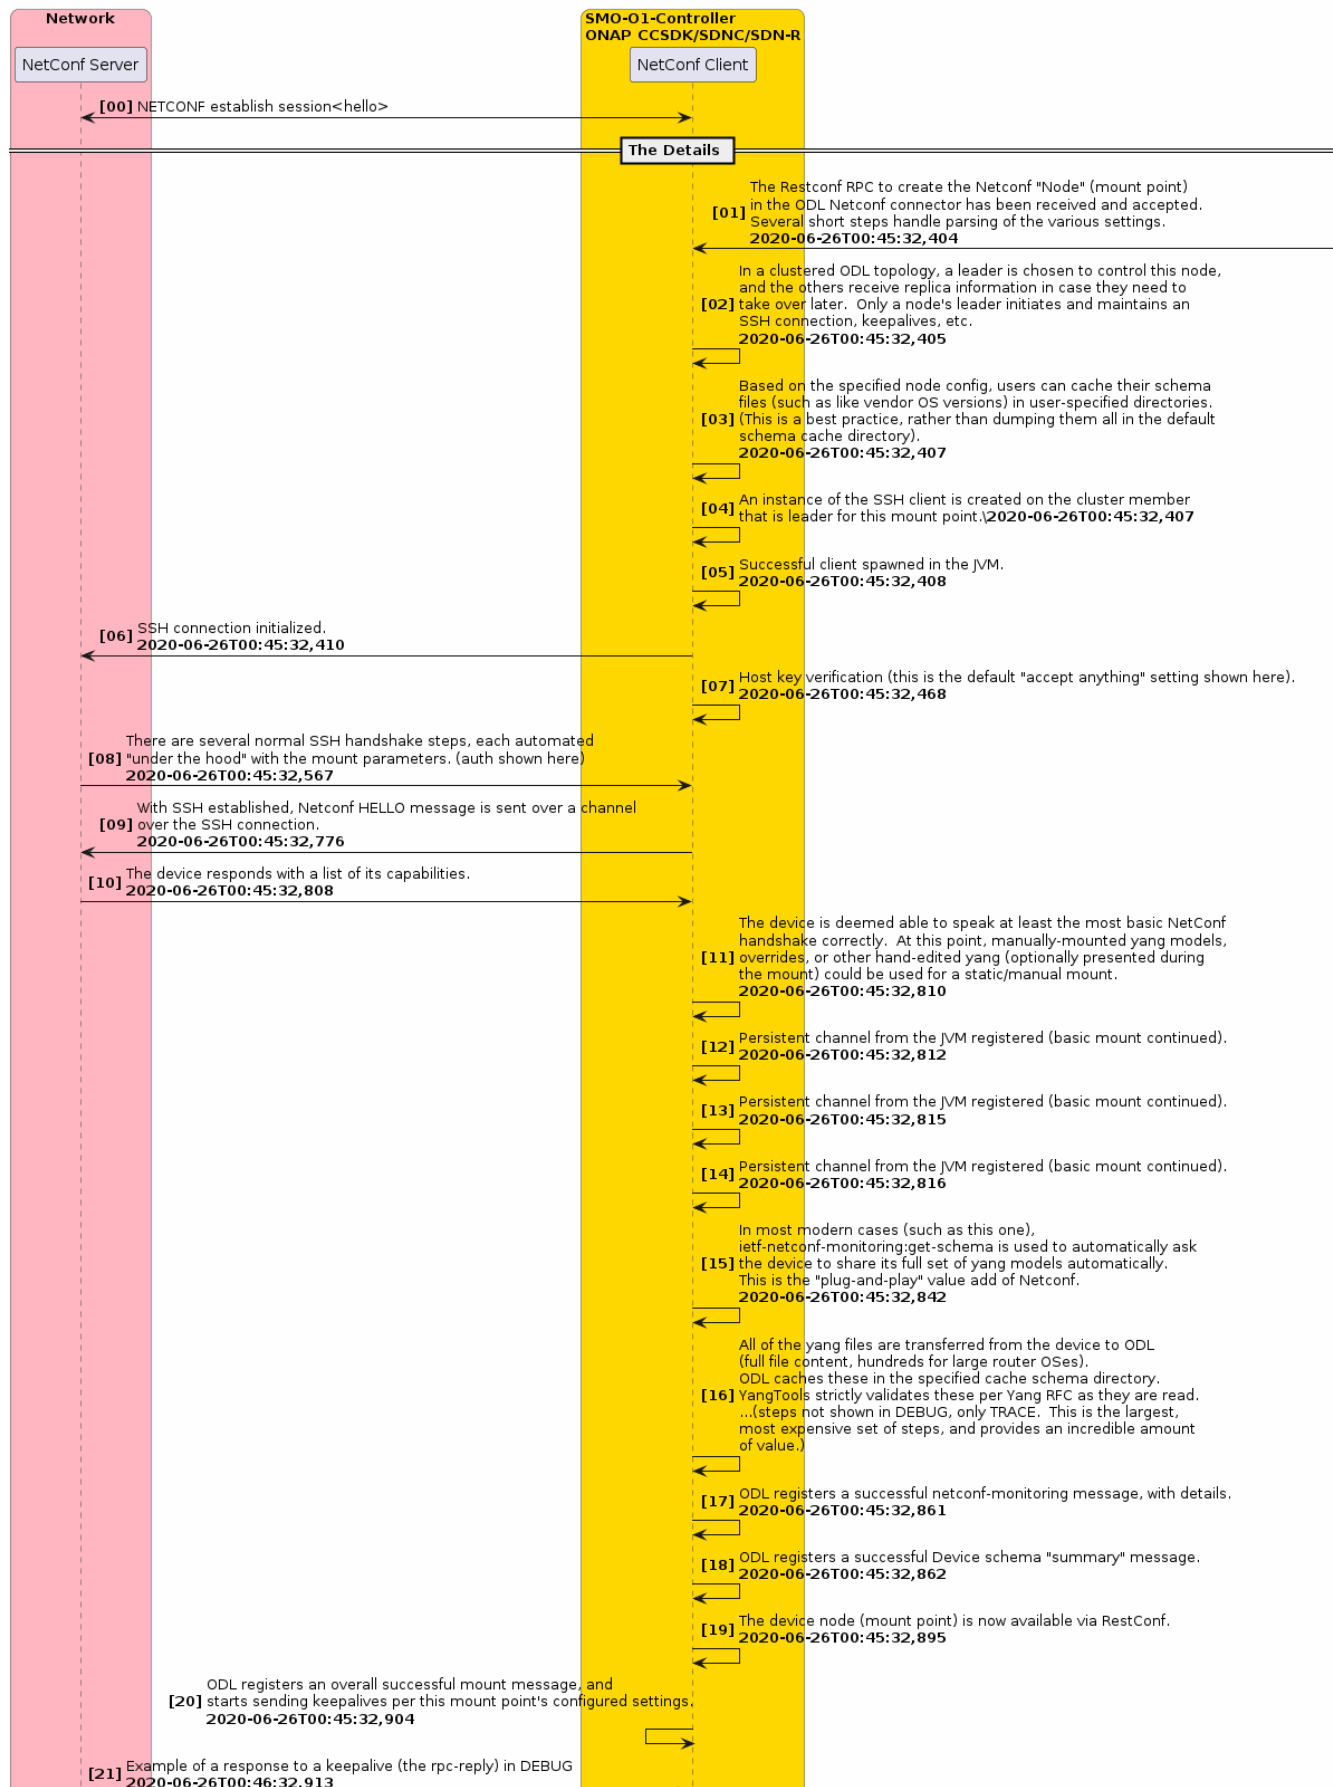 Network
SMO-O1-Controller
ONAP CCSDK/SDNC/SDN-R
NetConf Server
NetConf Client
[00] NETCONF establish session<hello>
The Details
The Restconf RPC to create the Netconf "Node" (mount point)
in the ODL Netconf connector has been received and accepted.
[01]
Several short steps handle parsing of the various settings.
2020-06-26T00:45:32,404
In a clustered ODL topology, a leader is chosen to control this node,
and the others receive replica information in case they need to
[02] take over later.  Only a node's leader initiates and maintains an
SSH connection, keepalives, etc.
2020-06-26T00:45:32,405
Based on the specified node config, users can cache their schema
files (such as like vendor OS versions) in user-specified directories.
[03] (This is a best practice, rather than dumping them all in the default
schema cache directory).
2020-06-26T00:45:32,407
An instance of the SSH client is created on the cluster member
[04]
that is leader for this mount point.\2020-06-26T00:45:32,407
Successful client spawned in the JVM.
[05]
2020-06-26T00:45:32,408
SSH connection initialized.
[06]
2020-06-26T00:45:32,410
Host key verification (this is the default "accept anything" setting shown here).
[07]
2020-06-26T00:45:32,468
There are several normal SSH handshake steps, each automated
[08] "under the hood" with the mount parameters. (auth shown here)
2020-06-26T00:45:32,567
With SSH established, Netconf HELLO message is sent over a channel
[09] over the SSH connection.
2020-06-26T00:45:32,776
The device responds with a list of its capabilities.
[10]
2020-06-26T00:45:32,808
The device is deemed able to speak at least the most basic NetConf
handshake correctly.  At this point, manually-mounted yang models,
[11] overrides, or other hand-edited yang (optionally presented during
the mount) could be used for a static/manual mount.
2020-06-26T00:45:32,810
Persistent channel from the JVM registered (basic mount continued).
[12]
2020-06-26T00:45:32,812
Persistent channel from the JVM registered (basic mount continued).
[13]
2020-06-26T00:45:32,815
Persistent channel from the JVM registered (basic mount continued).
[14]
2020-06-26T00:45:32,816
In most modern cases (such as this one),
ietf-netconf-monitoring:get-schema is used to automatically ask
[15] the device to share its full set of yang models automatically.
This is the "plug-and-play" value add of Netconf.
2020-06-26T00:45:32,842
All of the yang files are transferred from the device to ODL
(full file content, hundreds for large router OSes).
ODL caches these in the specified cache schema directory.
[16] YangTools strictly validates these per Yang RFC as they are read.
...(steps not shown in DEBUG, only TRACE.  This is the largest,
most expensive set of steps, and provides an incredible amount
of value.)
ODL registers a successful netconf-monitoring message, with details.
[17]
2020-06-26T00:45:32,861
ODL registers a successful Device schema "summary" message.
[18]
2020-06-26T00:45:32,862
The device node (mount point) is now available via RestConf.
[19]
2020-06-26T00:45:32,895
ODL registers an overall successful mount message, and
[20] starts sending keepalives per this mount point's configured settings.
2020-06-26T00:45:32,904
Example of a response to a keepalive (the rpc-reply) in DEBUG
[21]
2020-06-26T00:46:32,913